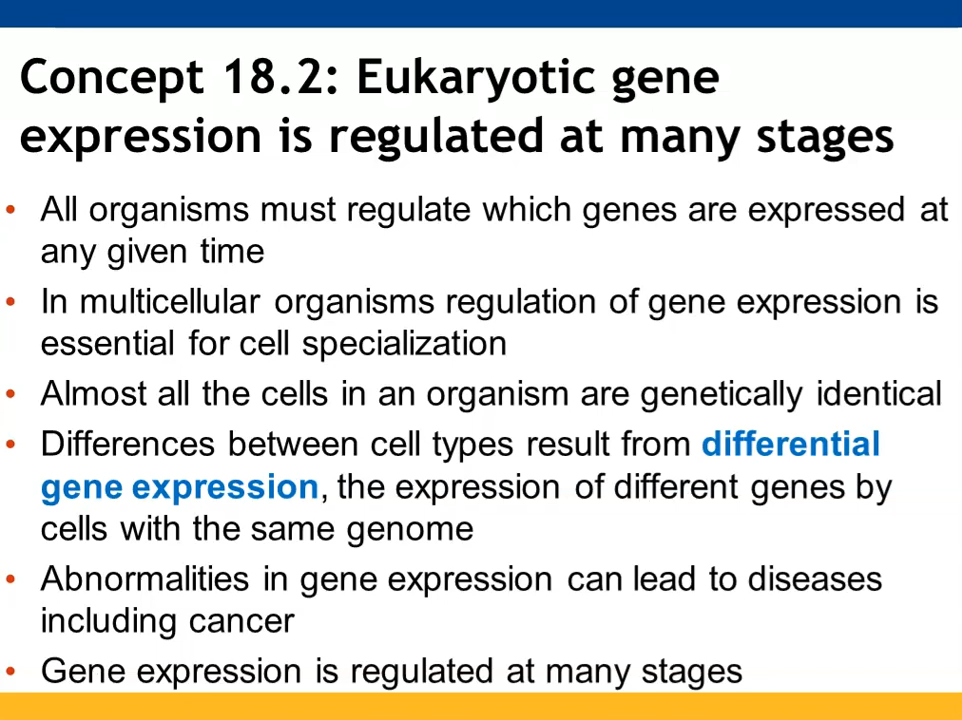 Concept 18.2: Eukaryotic gene
expression is regulated at many stages
• All organisms must regulate which genes are expressed at
any given time
• In multicellular organisms regulation of gene expression is
essential for cell specialization
• Almost all the cells in an organism are genetically identical
• Differences between cell types result from differential
gene expression, the expression of different genes by
cells with the same genome
• Abnormalities in gene expression can lead to diseases
including cancer
• Gene expression is regulated at many stages